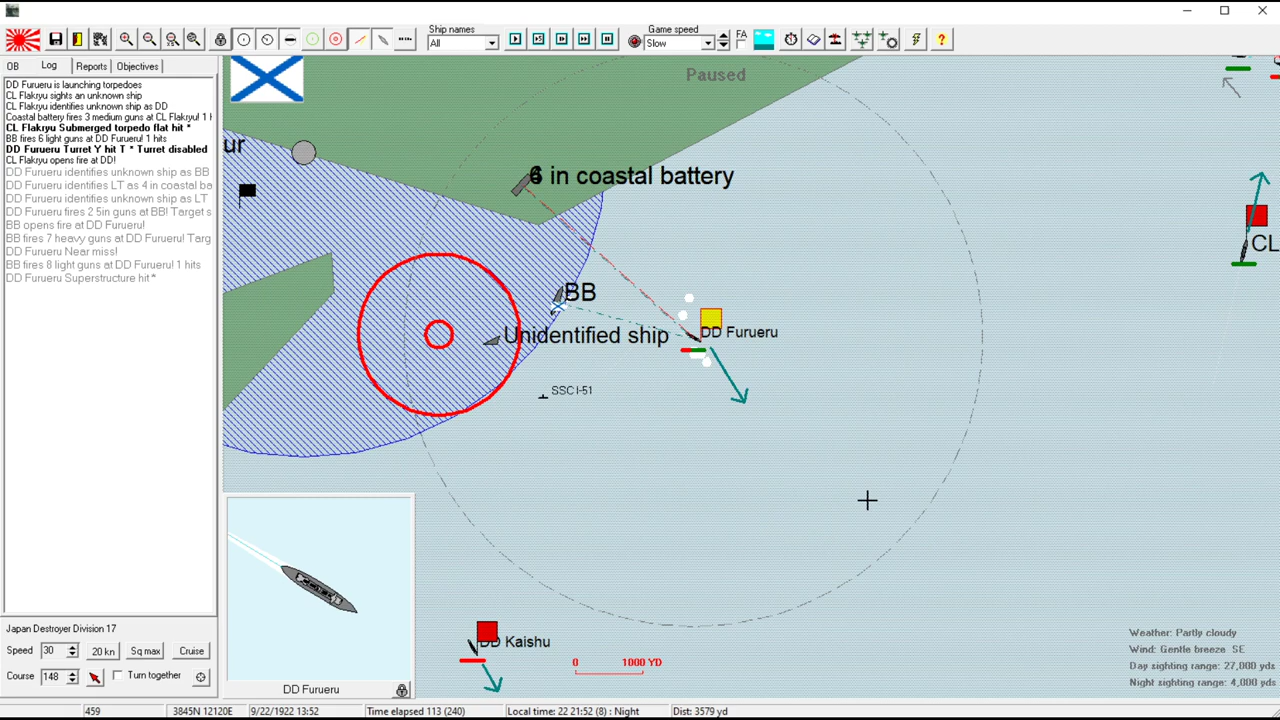 Ship names
Game speed
All
Slow
FA
OB
Log
Reports
Objectives
DD Furueru is launching torpedoes
CL Flakryu sights an unknown ship
CL Flakryu identifies unknown ship as DD
Coastal battery fires 3 medium guns at CL Flakryu! 1 h
CL Flakryu Submerged torpedo flat hit *
BB fires 6 light guns at DD Furueru! 1 hits
DD Furueru Turret Y hit T * Turret disabled
CL Flakryu opens fire at DD!
DD Furueru identifies unknown ship as BB
DD Furueru identifies LT as 4 in coastal ba
DD Furueru identifies unknown ship as LT
DD Furueru fires 2 5in guns at BB! Target s
BB opens fire at DD Furueru!
BB fires 7 heavy guns at DD Furueru! Targ
DD Furueru Near miss!
BB fires 8 light guns at DD Furueru! 1 hits
DD Furueru Superstructure hit *
Paused
ur
in coastal battery
CL
BB
DD Furueru
Unidentified ship
SSC I-51
DD Kaishu
0 1000 YD
Weather: Partly cloudy
Wind: Gentle breeze SE
Day sighting range: 27,000 yds
Night sighting range: 4,000 yds
Japan Destroyer Division 17
Speed 30 20 kn Sq max Cruise
Course 148 Turn together
DD Furueru
459 3845N 12120E 9/22/1922 13:52 Time elapsed 113 (240) Local time: 22 21:52 (8) : Night Dist: 3579 yd